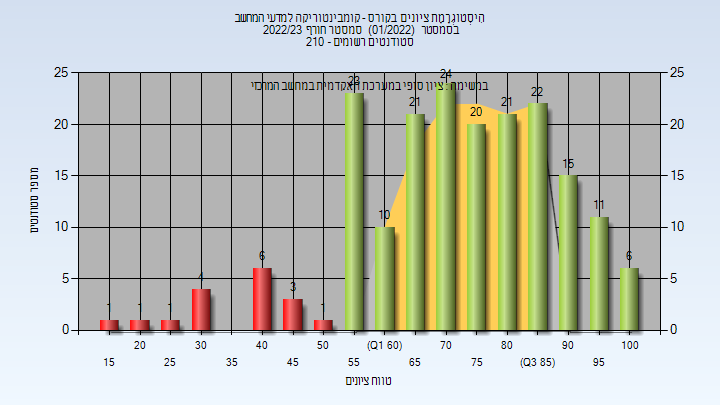 היסטוגרמת ציונים בקורס - קומבינטוריקה למדעי המחשב
בסמסטר (01/2022) סמסטר חורף 2022/23
סטודנטים רשומים - 210
במשימת : ציון סופי במערכת האקדמית במחשב המרכזי
מספר סטודנטים
25 20 15 10 5 0
25 20 15 10 5 0
1 1 1 4 6 3 1 23 10 21 24 20 21 22 15 11 6
20 30 40 50 (Q1 60) 70 80 90 100
15 25 35 45 55 65 75 (Q3 85) 95
טווח ציונים